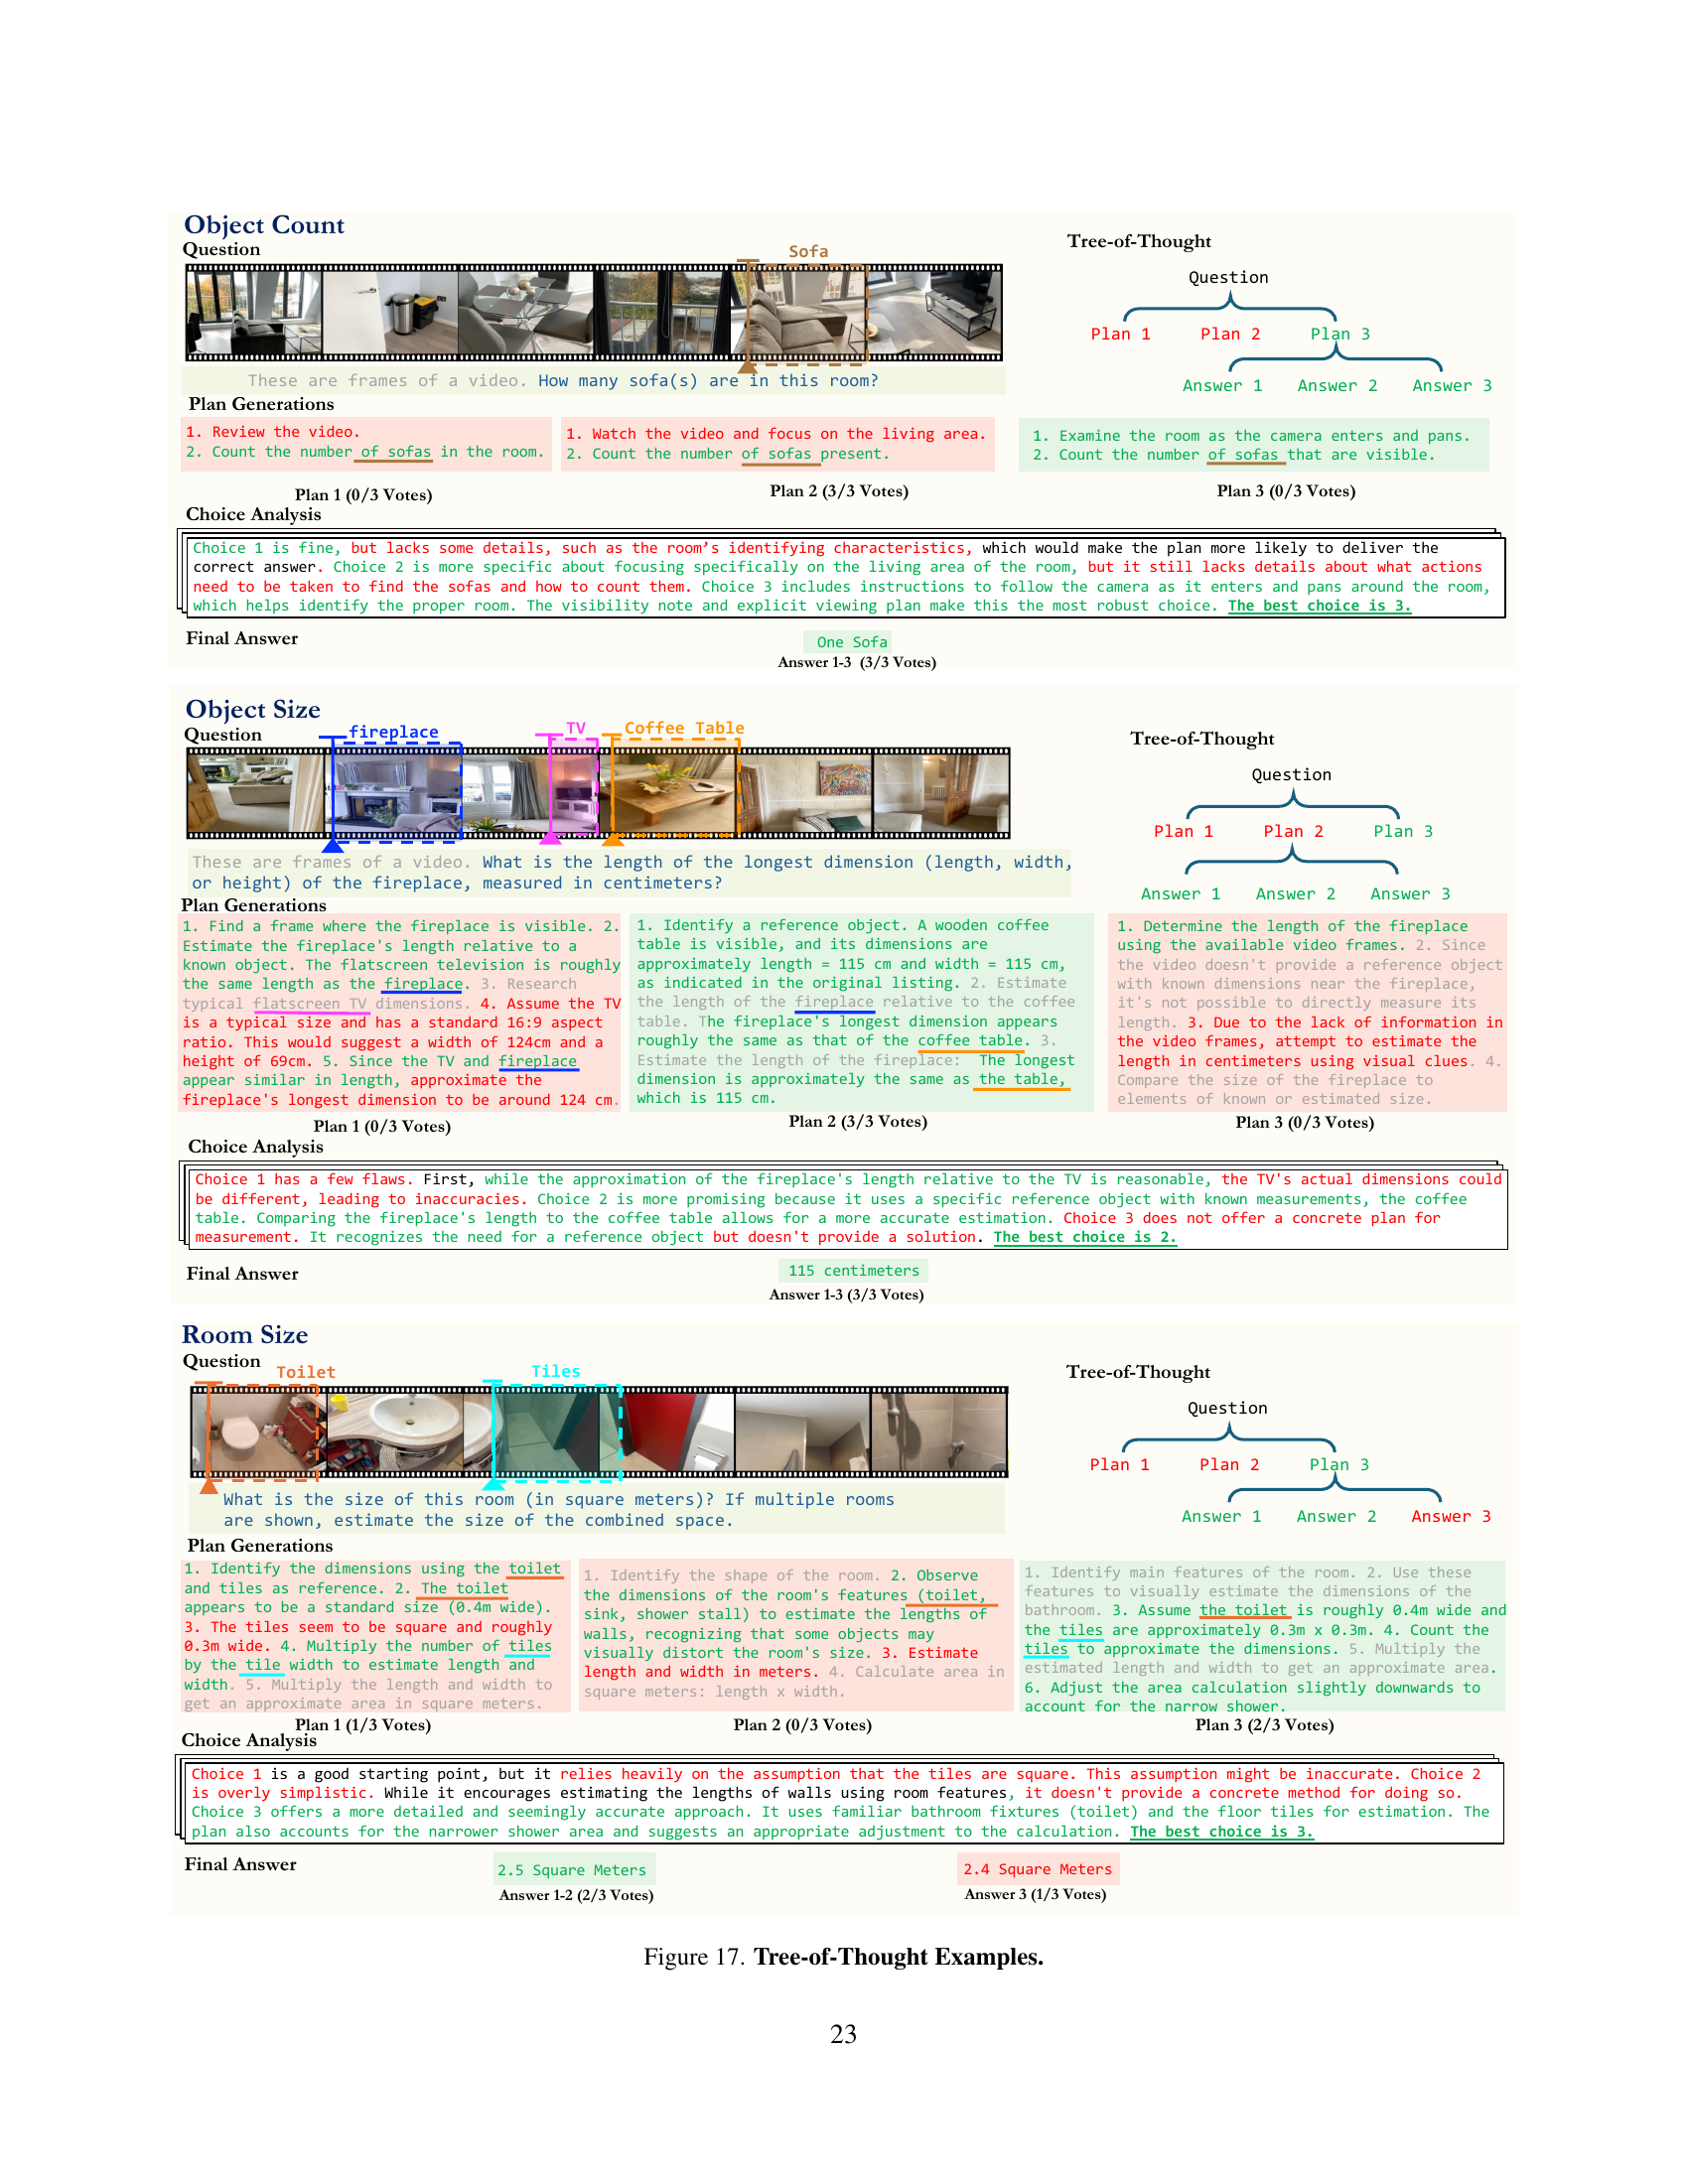 Object Count
Question
Sofa
These are frames of a video. How many sofa(s) are in this room?
Tree-of-Thought
Question
Plan 1 Plan 2 Plan 3
Answer 1 Answer 2 Answer 3
Plan Generations
1. Review the video.
2. Count the number of sofas in the room.
Plan 1 (0/3 Votes)
1. Watch the video and focus on the living area.
2. Count the number of sofas present.
Plan 2 (3/3 Votes)
1. Examine the room as the camera enters and pans.
2. Count the number of sofas that are visible.
Plan 3 (0/3 Votes)
Choice Analysis
Choice 1 is fine, but lacks some details, such as the room’s identifying characteristics, which would make the plan more likely to deliver the
correct answer. Choice 2 is more specific about focusing specifically on the living area of the room, but it still lacks details about what actions
need to be taken to find the sofas and how to count them. Choice 3 includes instructions to follow the camera as it enters and pans around the room,
which helps identify the proper room. The visibility note and explicit viewing plan make this the most robust choice. The best choice is 3.
Final Answer
One Sofa
Answer 1-3 (3/3 Votes)
Object Size
Question
fireplace
TV
Coffee Table
These are frames of a video. What is the length of the longest dimension (length, width,
or height) of the fireplace, measured in centimeters?
Tree-of-Thought
Question
Plan 1 Plan 2 Plan 3
Answer 1 Answer 2 Answer 3
Plan Generations
1. Find a frame where the fireplace is visible. 2.
Estimate the fireplace's length relative to a
known object. The flatscreen television is roughly
the same length as the fireplace. 3. Research
typical flatscreen TV dimensions. 4. Assume the TV
is a typical size and has a standard 16:9 aspect
ratio. This would suggest a width of 124cm and a
height of 69cm. 5. Since the TV and fireplace
appear similar in length, approximate the
fireplace's longest dimension to be around 124 cm.
Plan 1 (0/3 Votes)
1. Identify a reference object. A wooden coffee
table is visible, and its dimensions are
approximately length = 115 cm and width = 115 cm,
as indicated in the original listing. 2. Estimate
the length of the fireplace relative to the coffee
table. The fireplace's longest dimension appears
roughly the same as that of the coffee table. 3.
Estimate the length of the fireplace: The longest
dimension is approximately the same as the table,
which is 115 cm.
Plan 2 (3/3 Votes)
1. Determine the length of the fireplace
using the available video frames. 2. Since
the video doesn't provide a reference object
with known dimensions near the fireplace,
it's not possible to directly measure its
length. 3. Due to the lack of information in
the video frames, attempt to estimate the
length in centimeters using visual clues. 4.
Compare the size of the fireplace to
elements of known or estimated size.
Plan 3 (0/3 Votes)
Choice Analysis
Choice 1 has a few flaws. First, while the approximation of the fireplace's length relative to the TV is reasonable, the TV's actual dimensions could
be different, leading to inaccuracies. Choice 2 is more promising because it uses a specific reference object with known measurements, the coffee
table. Comparing the fireplace's length to the coffee table allows for a more accurate estimation. Choice 3 does not offer a concrete plan for
measurement. It recognizes the need for a reference object but doesn't provide a solution. The best choice is 2.
Final Answer
115 centimeters
Answer 1-3 (3/3 Votes)
Room Size
Question
Toilet
Tiles
What is the size of this room (in square meters)? If multiple rooms
are shown, estimate the size of the combined space.
Tree-of-Thought
Question
Plan 1 Plan 2 Plan 3
Answer 1 Answer 2 Answer 3
Plan Generations
1. Identify the dimensions using the toilet
and tiles as reference. 2. The toilet
appears to be a standard size (0.4m wide).
3. The tiles seem to be square and roughly
0.3m wide. 4. Multiply the number of tiles
by the tile width to estimate length and
width. 5. Multiply the length and width to
get an approximate area in square meters.
Plan 1 (1/3 Votes)
1. Identify the shape of the room. 2. Observe
the dimensions of the room's features (toilet,
sink, shower stall) to estimate the lengths of
walls, recognizing that some objects may
visually distort the room's size. 3. Estimate
length and width in meters. 4. Calculate area in
square meters: length x width.
Plan 2 (0/3 Votes)
1. Identify main features of the room. 2. Use these
features to visually estimate the dimensions of the
bathroom. 3. Assume the toilet is roughly 0.4m wide and
the tiles are approximately 0.3m x 0.3m. 4. Count the
tiles to approximate the dimensions. 5. Multiply the
estimated length and width to get an approximate area.
6. Adjust the area calculation slightly downwards to
account for the narrow shower.
Plan 3 (2/3 Votes)
Choice Analysis
Choice 1 is a good starting point, but it relies heavily on the assumption that the tiles are square. This assumption might be inaccurate. Choice 2
is overly simplistic. While it encourages estimating the lengths of walls using room features, it doesn't provide a concrete method for doing so.
Choice 3 offers a more detailed and seemingly accurate approach. It uses familiar bathroom fixtures (toilet) and the floor tiles for estimation. The
plan also accounts for the narrower shower area and suggests an appropriate adjustment to the calculation. The best choice is 3.
Final Answer
2.5 Square Meters
Answer 1-2 (2/3 Votes)
2.4 Square Meters
Answer 3 (1/3 Votes)
Figure 17. Tree-of-Thought Examples.
23